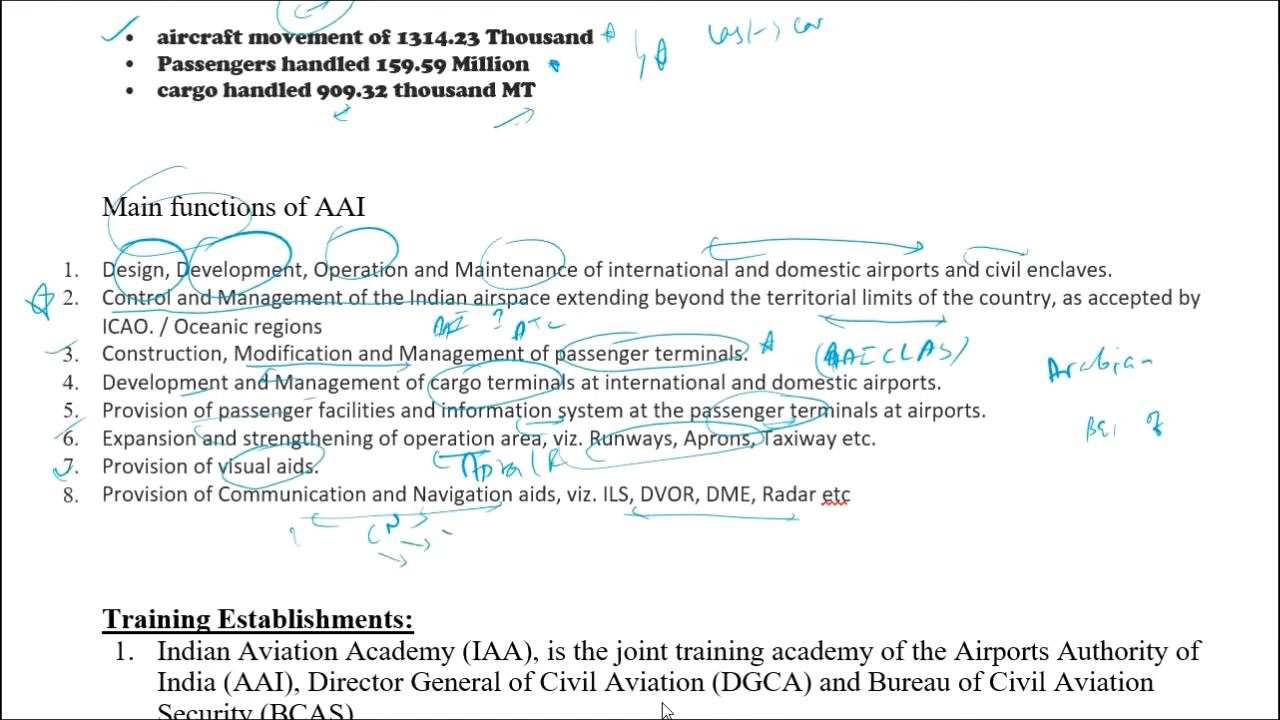 • aircraft movement of 1314.23 Thousand
• Passengers handled 159.59 Million
• cargo handled 909.32 thousand MT
Main functions of AAI
1. Design, Development, Operation and Maintenance of international and domestic airports and civil enclaves.
2. Control and Management of the Indian airspace extending beyond the territorial limits of the country, as accepted by
ICAO. / Oceanic regions
AAI ? ATC
3. Construction, Modification and Management of passenger terminals.
(AAICLAS)
Arabian
4. Development and Management of cargo terminals at international and domestic airports.
5. Provision of passenger facilities and information system at the passenger terminals at airports.
6. Expansion and strengthening of operation area, viz. Runways, Aprons, Taxiway etc.
7. Provision of visual aids.
8. Provision of Communication and Navigation aids, viz. ILS, DVOR, DME, Radar etc
Training Establishments:
1. Indian Aviation Academy (IAA), is the joint training academy of the Airports Authority of
India (AAI), Director General of Civil Aviation (DGCA) and Bureau of Civil Aviation
Security (BCAS)